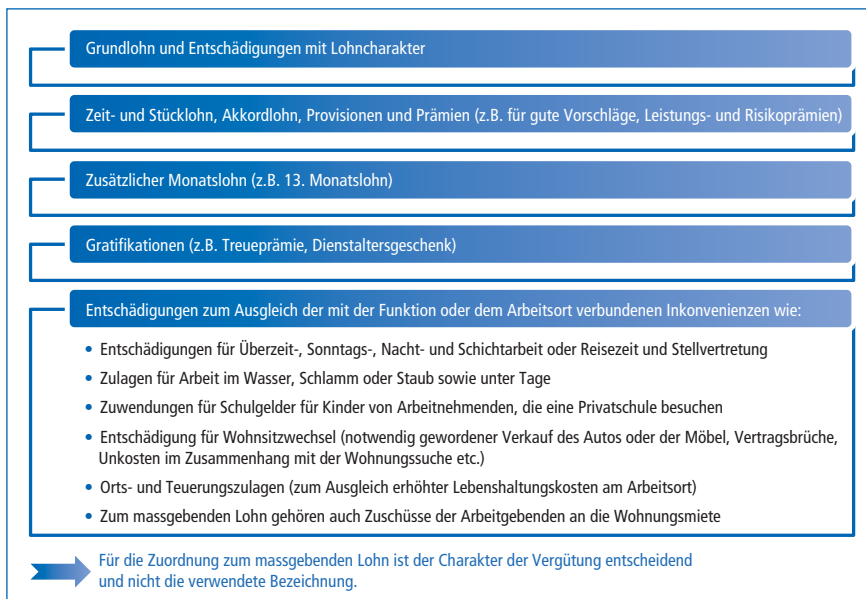 Grundlohn und Entschädigungen mit Lohncharakter
Zeit- und Stücklohn, Akkordlohn, Provisionen und Prämien (z.B. für gute Vorschläge, Leistungs- und Risikoprämien)
Zusätzlicher Monatslohn (z.B. 13. Monatslohn)
Gratifikationen (z.B. Treueprämie, Dienstaltersgeschenk)
Entschädigungen zum Ausgleich der mit der Funktion oder dem Arbeitsort verbundenen Inkonvenienzen wie:
• Entschädigungen für Überzeit-, Sonntags-, Nacht- und Schichtarbeit oder Reisezeit und Stellvertretung
• Zulagen für Arbeit im Wasser, Schlamm oder Staub sowie unter Tage
• Zuwendungen für Schulgelder für Kinder von Arbeitnehmenden, die eine Privatschule besuchen
• Entschädigung für Wohnsitzwechsel (notwendig gewordener Verkauf des Autos oder der Möbel, Vertragsbrüche,
Unkosten im Zusammenhang mit der Wohnungssuche etc.)
• Orts- und Teuerungszulagen (zum Ausgleich erhöhter Lebenshaltungskosten am Arbeitsort)
• Zum massgebenden Lohn gehören auch Zuschüsse der Arbeitgebenden an die Wohnungsmiete
Für die Zuordnung zum massgebenden Lohn ist der Charakter der Vergütung entscheidend
und nicht die verwendete Bezeichnung.